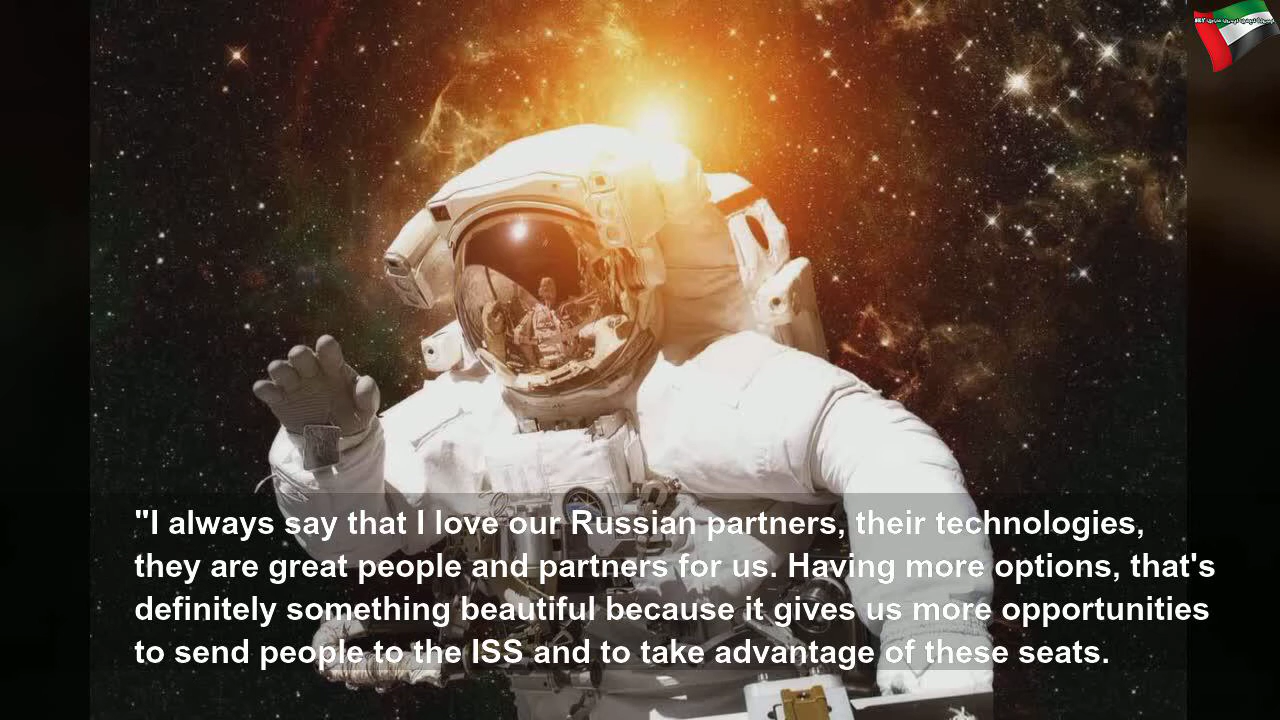 "I always say that I love our Russian partners, their technologies,
they are great people and partners for us. Having more options, that's
definitely something beautiful because it gives us more opportunities
to send people to the ISS and to take advantage of these seats.